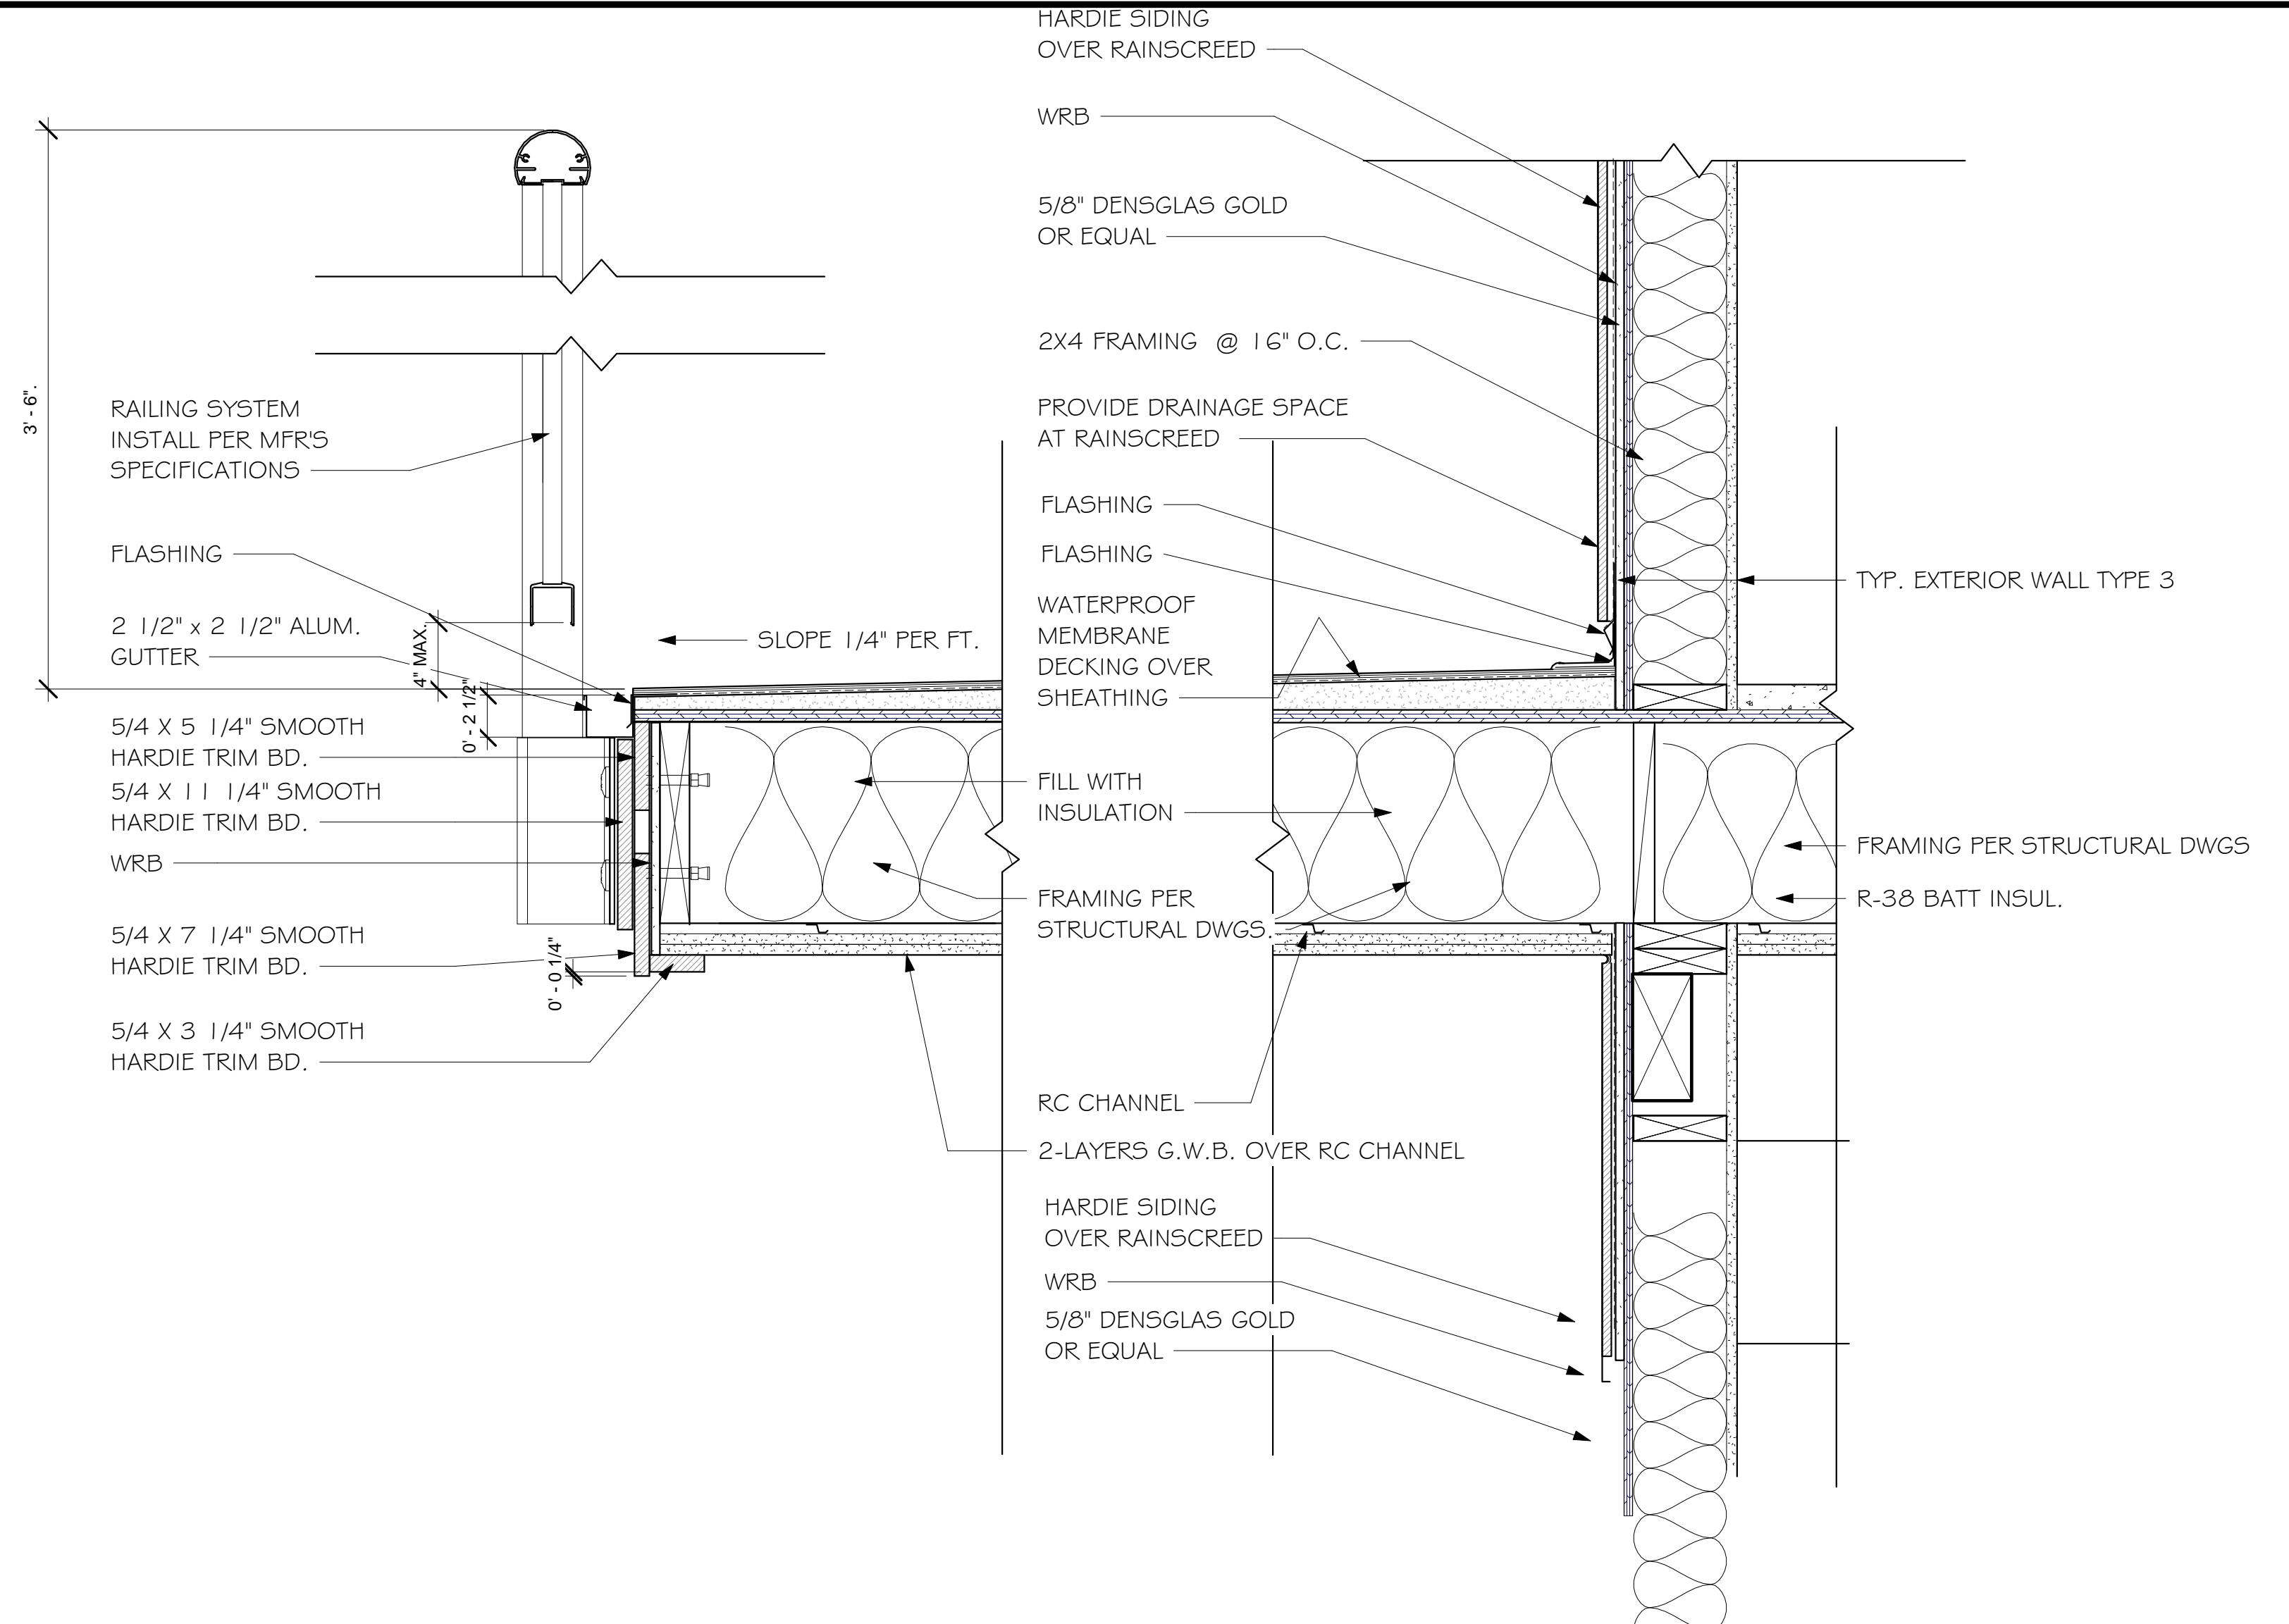 HARDIE SIDING
OVER RAINSCREED
WRB
5/8" DENSGLAS GOLD
OR EQUAL
2X4 FRAMING @ 16" O.C.
PROVIDE DRAINAGE SPACE
AT RAINSCREED
FLASHING
FLASHING
WATERPROOF
MEMBRANE
DECKING OVER
SHEATHING
3' - 6".
RAILING SYSTEM
INSTALL PER MFR'S
SPECIFICATIONS
FLASHING
2 1/2" x 2 1/2" ALUM.
GUTTER
4" MAX.
0' - 2 1/2"
SLOPE 1/4" PER FT.
5/4 X 5 1/4" SMOOTH
HARDIE TRIM BD.
5/4 X 11 1/4" SMOOTH
HARDIE TRIM BD.
WRB
5/4 X 7 1/4" SMOOTH
HARDIE TRIM BD.
0' - 0 1/4"
5/4 X 3 1/4" SMOOTH
HARDIE TRIM BD.
FILL WITH
INSULATION
FRAMING PER
STRUCTURAL DWGS.
RC CHANNEL
2-LAYERS G.W.B. OVER RC CHANNEL
HARDIE SIDING
OVER RAINSCREED
WRB
5/8" DENSGLAS GOLD
OR EQUAL
TYP. EXTERIOR WALL TYPE 3
FRAMING PER STRUCTURAL DWGS
R-38 BATT INSUL.